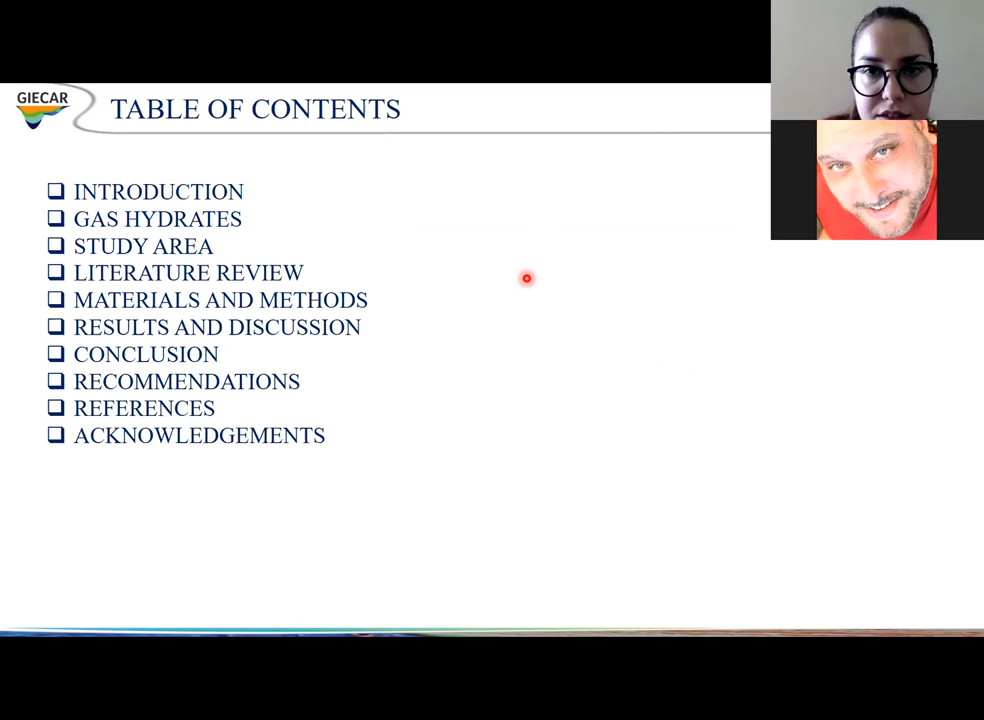 GIECAR
TABLE OF CONTENTS
INTRODUCTION
GAS HYDRATES
STUDY AREA
LITERATURE REVIEW
MATERIALS AND METHODS
RESULTS AND DISCUSSION
CONCLUSION
RECOMMENDATIONS
REFERENCES
ACKNOWLEDGEMENTS